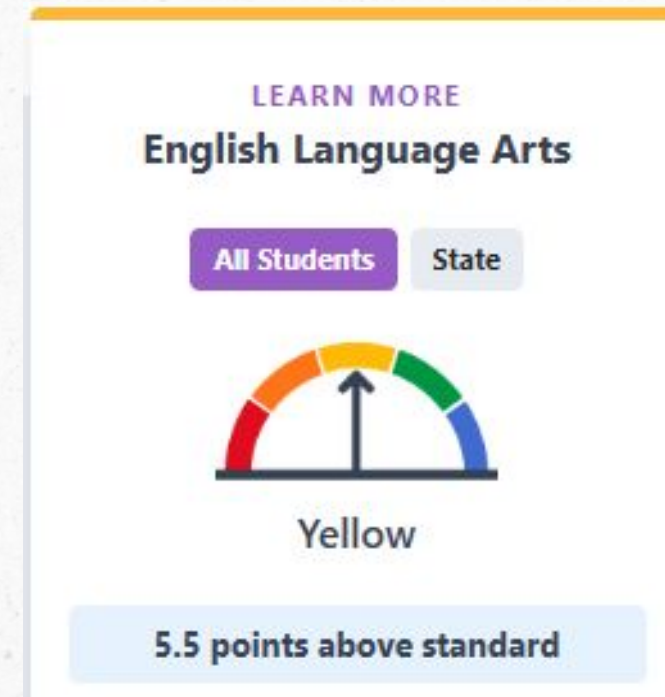 LEARN MORE
English Language Arts
All Students State
Yellow
5.5 points above standard